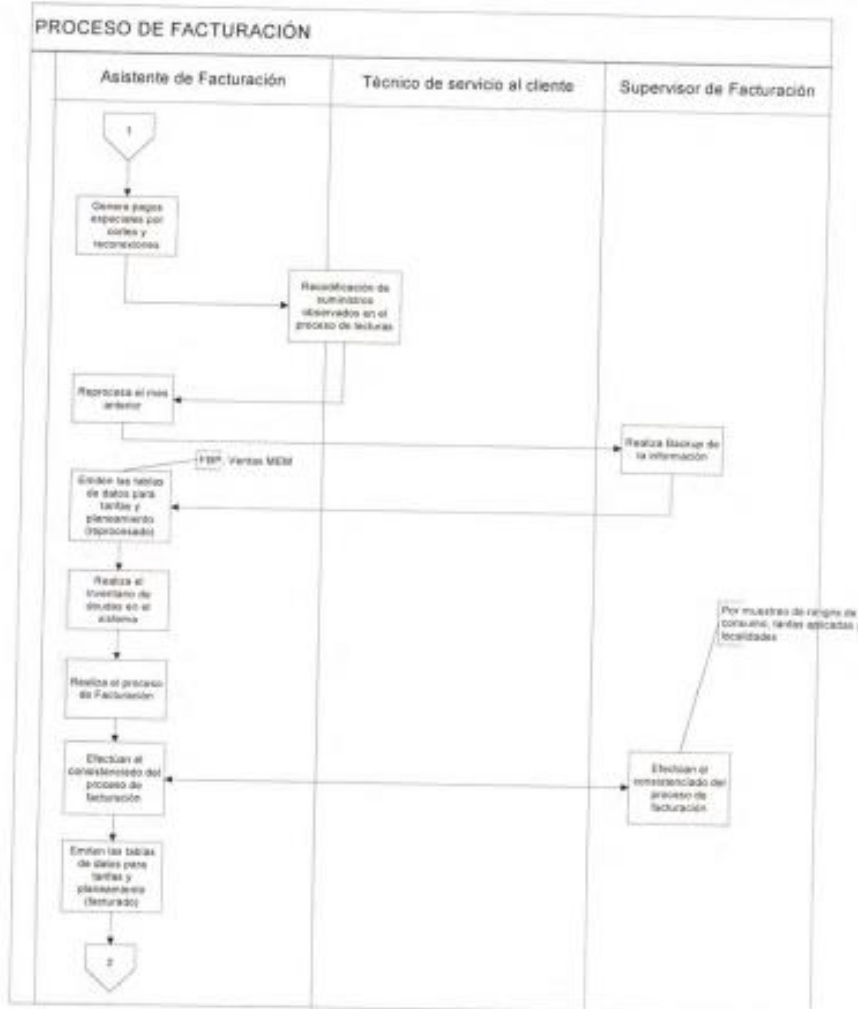 PROCESO DE FACTURACIÓN
Asistente de Facturación
Técnico de servicio al cliente
Supervisor de Facturación
1
Genera pagos
especiales por
cortes y
reconexiones
Recodificación de
suministros
observados en el
proceso de lecturas
Reprocesa el mes
anterior
Realiza Backup de
la información
FBP, Ventas MEM
Emiten las tablas
de datos para
tarifas y
planeamiento
(reprocesado)
Realiza el
inventario de
deudas en el
sistema
Por muestreo de rangos de
consumo, tarifas aplicadas
localidades
Realiza el proceso
de Facturación
Efectúan el
consistenciado del
proceso de
facturación
Efectúan el
consistenciado del
proceso de
facturación
Emiten las tablas
de datos para
tarifas y
planeamiento
(facturado)
2